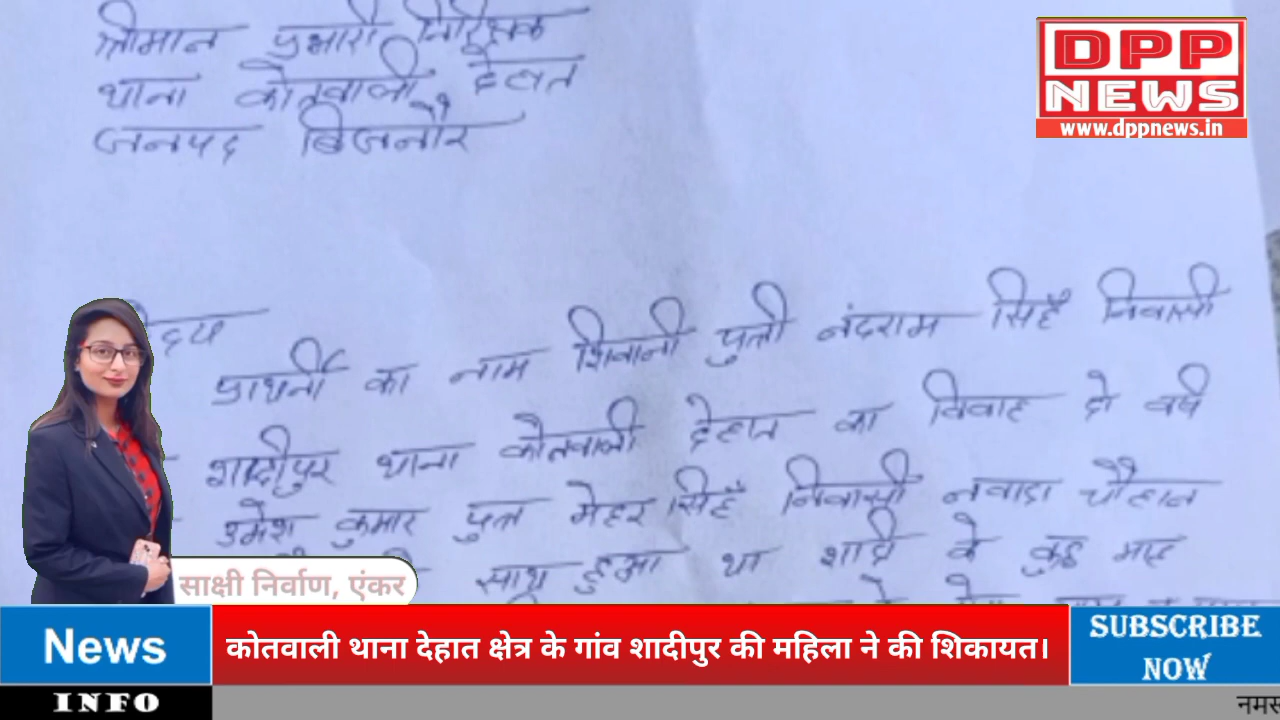 श्रीमान प्रभारी निरिक्षक
थाना कोतवाली देहात
जनपद बिजनौर
DPP
NEWS
www.dppnews.in
प्राथर्नी का नाम शिवानी पुत्री नंदराम सिहँ निवासी
शादीपुर थाना कोतवाली देहात का विवाह दो वर्ष
उमेश कुमार पुत्र मेहर सिहँ निवासी नवादा चौहान
साथ हुआ था शादी के कुछ माह
साक्षी निर्वाण, एंकर
News
कोतवाली थाना देहात क्षेत्र के गांव शादीपुर की महिला ने की शिकायत।
SUBSCRIBE
NOW
INFO